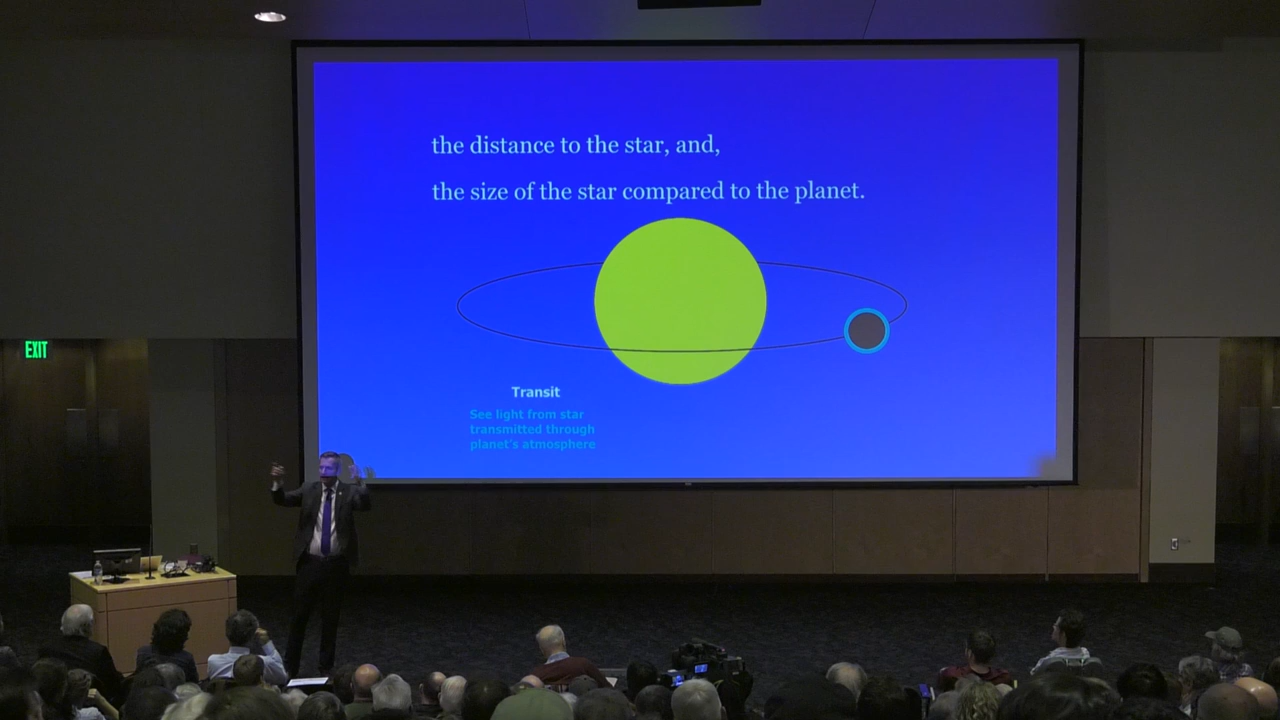 the distance to the star, and,
the size of the star compared to the planet.
EXIT
Transit
See light from star
transmitted through
planet's atmosphere